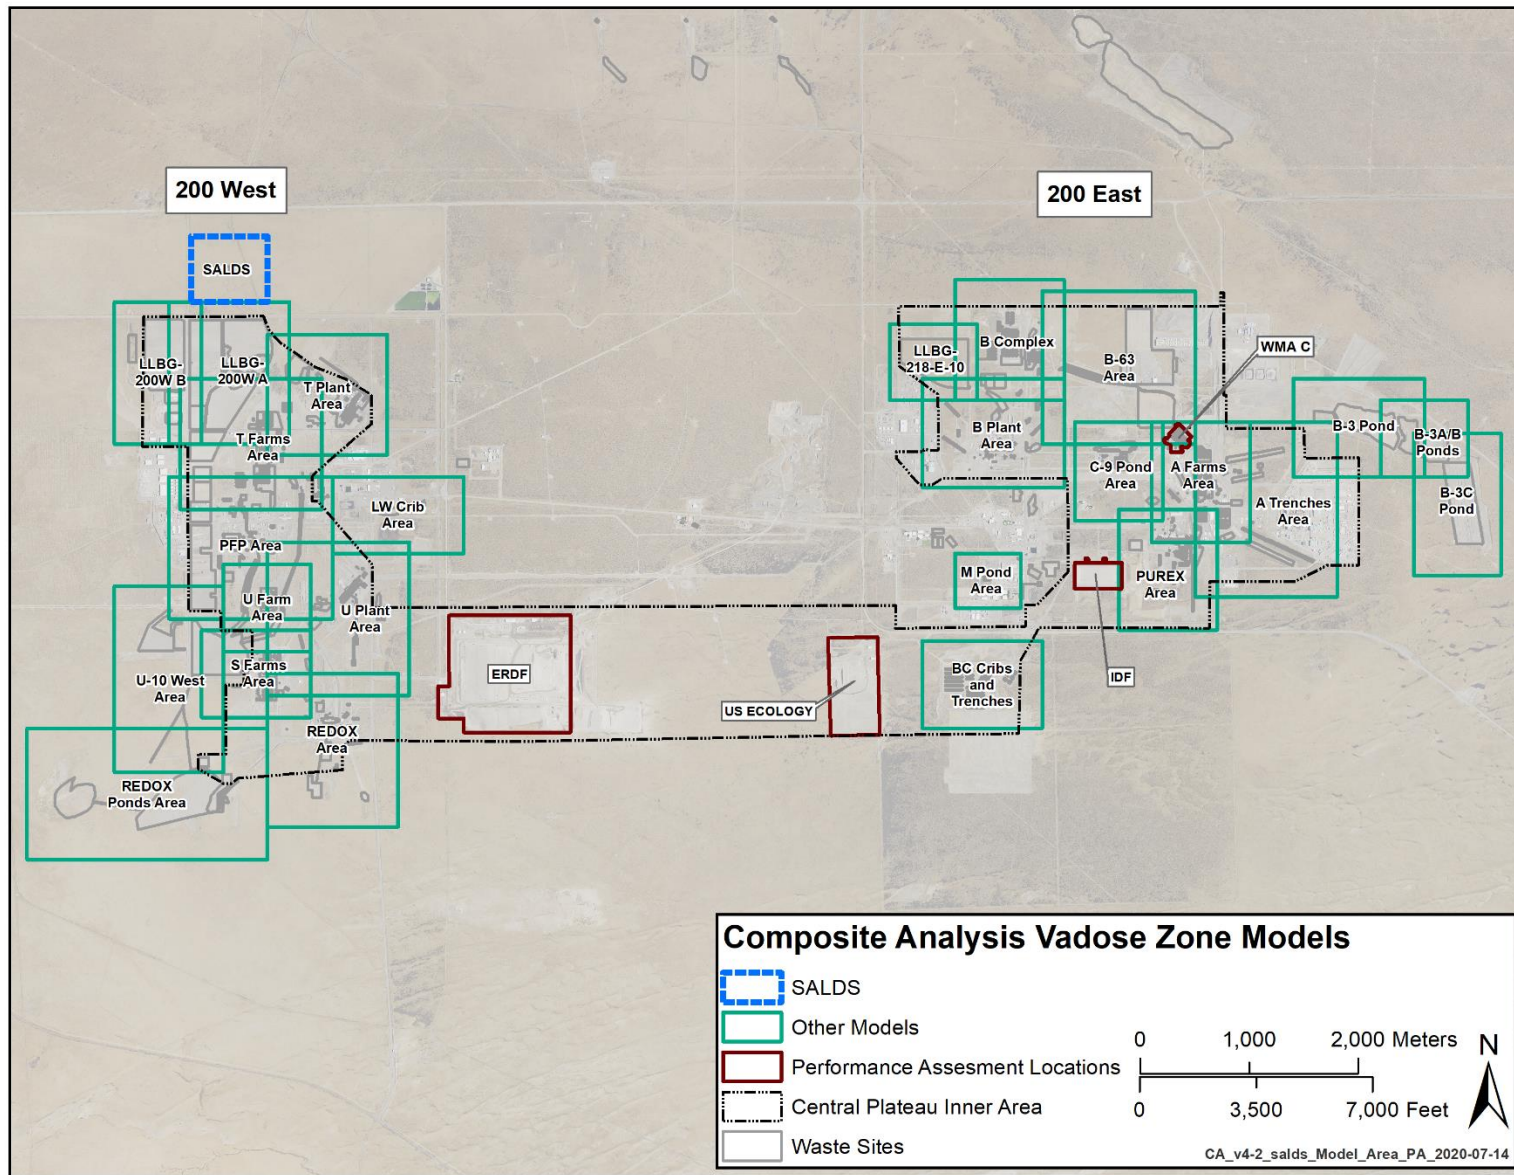 200 West
200 East
SALDS
LLBG-
200W B
LLBG-
200W A
T Plant
Area
T Farms
Area
LW Crib
Area
PFP Area
U Farm
Area
U Plant
Area
S Farms
Area
U-10 West
Area
REDOX
Area
REDOX
Ponds Area
ERDF
US ECOLOGY
BC Cribs
and
Trenches
IDF
M Pond
Area
PUREX
Area
LLBG-
218-E-10
B Complex
B-63
Area
WMA C
B Plant
Area
C-9 Pond
Area
A Farms
Area
A Trenches
Area
B-3 Pond
B-3A/B
Ponds
B-3C
Pond
Composite Analysis Vadose Zone Models
SALDS
Other Models
Performance Assesment Locations
Central Plateau Inner Area
Waste Sites
0 1,000 2,000 Meters
0 3,500 7,000 Feet
N
CA_v4-2_salds_Model_Area_PA_2020-07-14